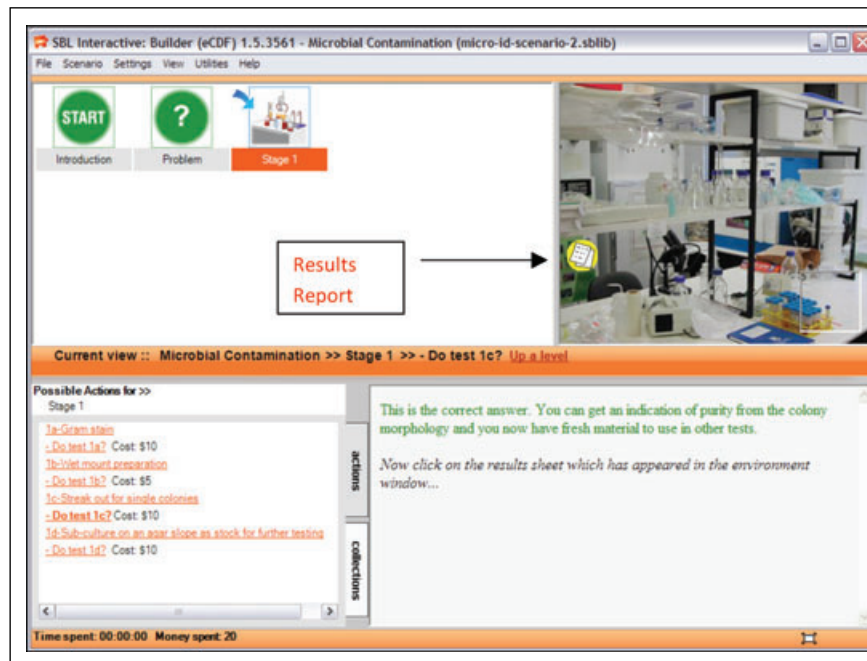 SBL Interactive: Builder (eCDF) 1.5.3561 - Microbial Contamination (micro-id-scenario-2.sblib)
File Scenario Settings View Utilities Help
START
?
Introduction
Problem
Stage 1
Results
Report
Current view :: Microbial Contamination >> Stage 1 >> - Do test 1c? Up a level
Possible Actions for >>
Stage 1
1a-Gram stain
- Do test 1a? Cost: $10
1b-Wet mount preparation
- Do test 1b? Cost: $5
1c-Streak out for single colonies
- Do test 1c? Cost: $10
1d-Sub-culture on an agar slope as stock for further testing
- Do test 1d? Cost: $10
actions
collections
This is the correct answer. You can get an indication of purity from the colony
morphology and you now have fresh material to use in other tests.
Now click on the results sheet which has appeared in the environment
window...
Time spent: 00:00:00 Money spent: 20